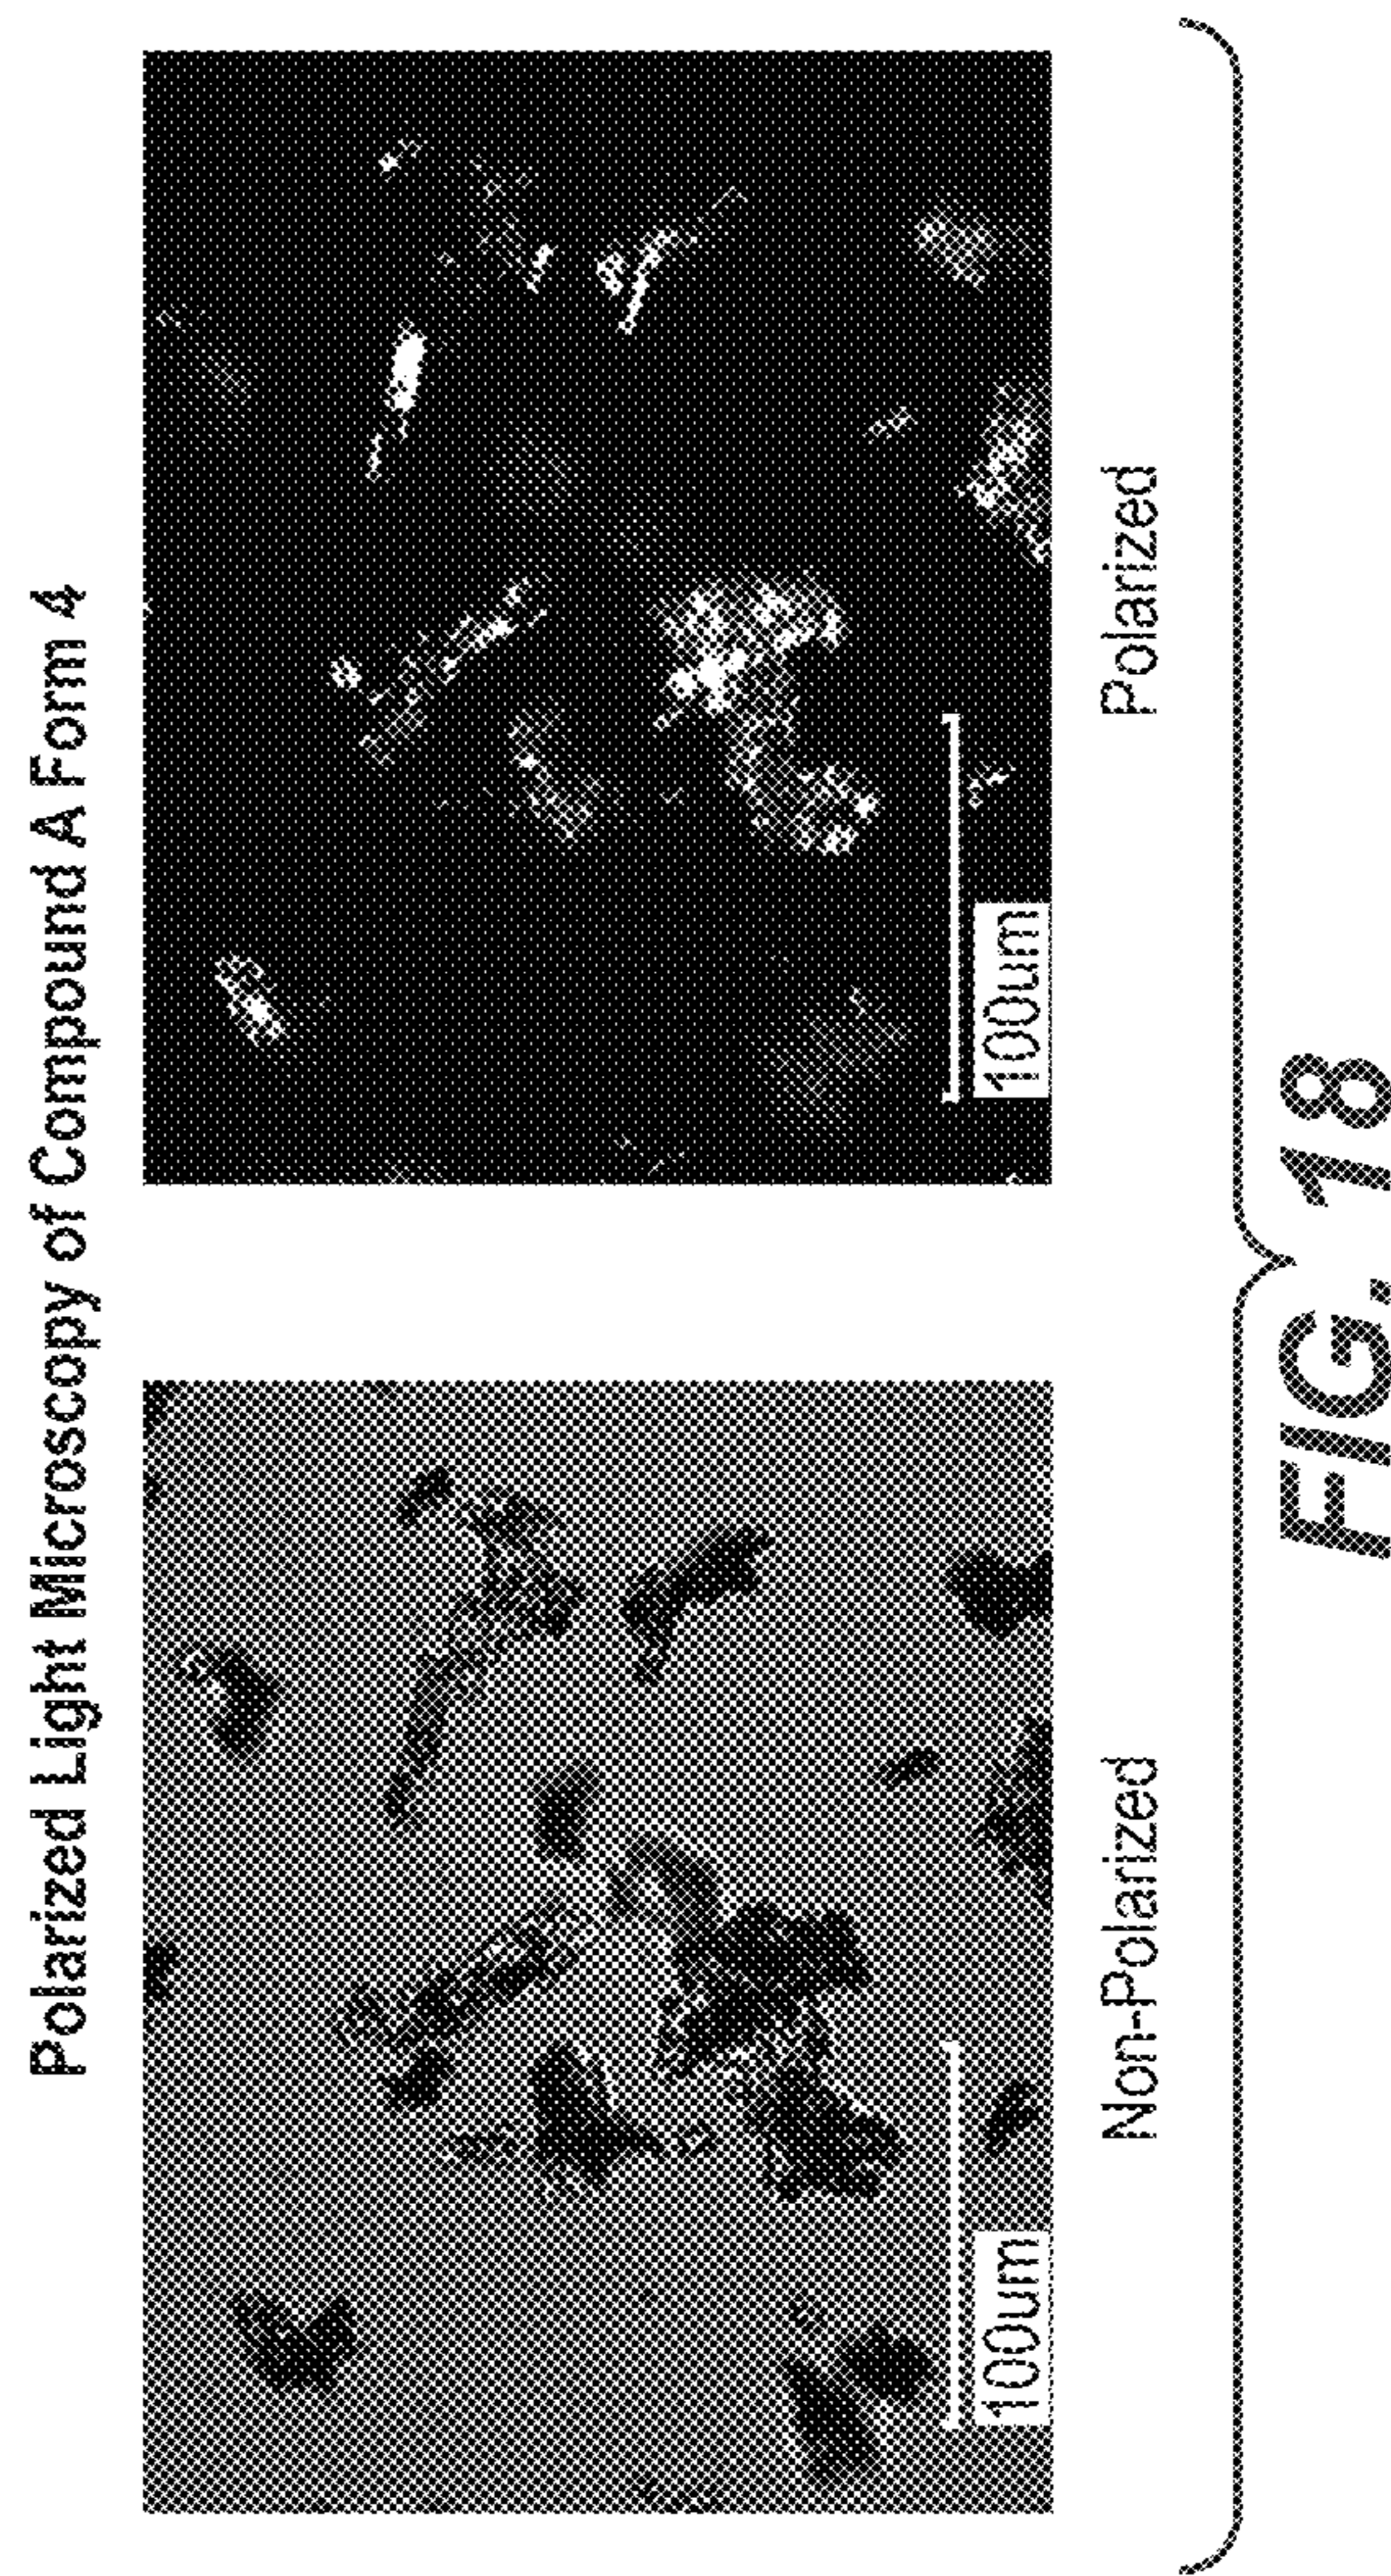 Polarized Light Microscopy of Compound A Form 4
100um
100um
Non-Polarized
Polarized
FIG. 18